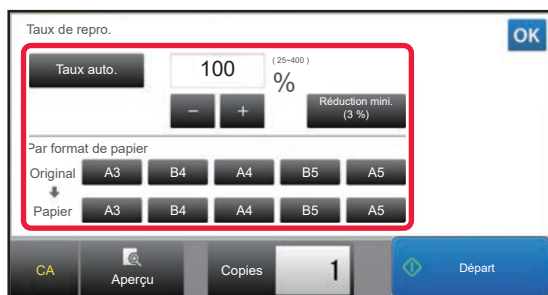 Taux de repro.
OK
Taux auto.
100
(25~400)
%
Réduction mini.
(3 %)
－
＋
Par format de papier
Original
A3
B4
A4
B5
A5
Papier
A3
B4
A4
B5
A5
CA
Aperçu
Copies
1
Départ